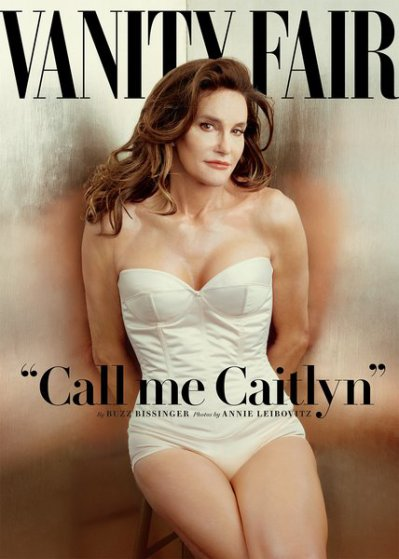 VANITY FAIR
“Call me Caitlyn”
By BUZZ BISSINGER Photos by ANNIE LEIBOVITZ